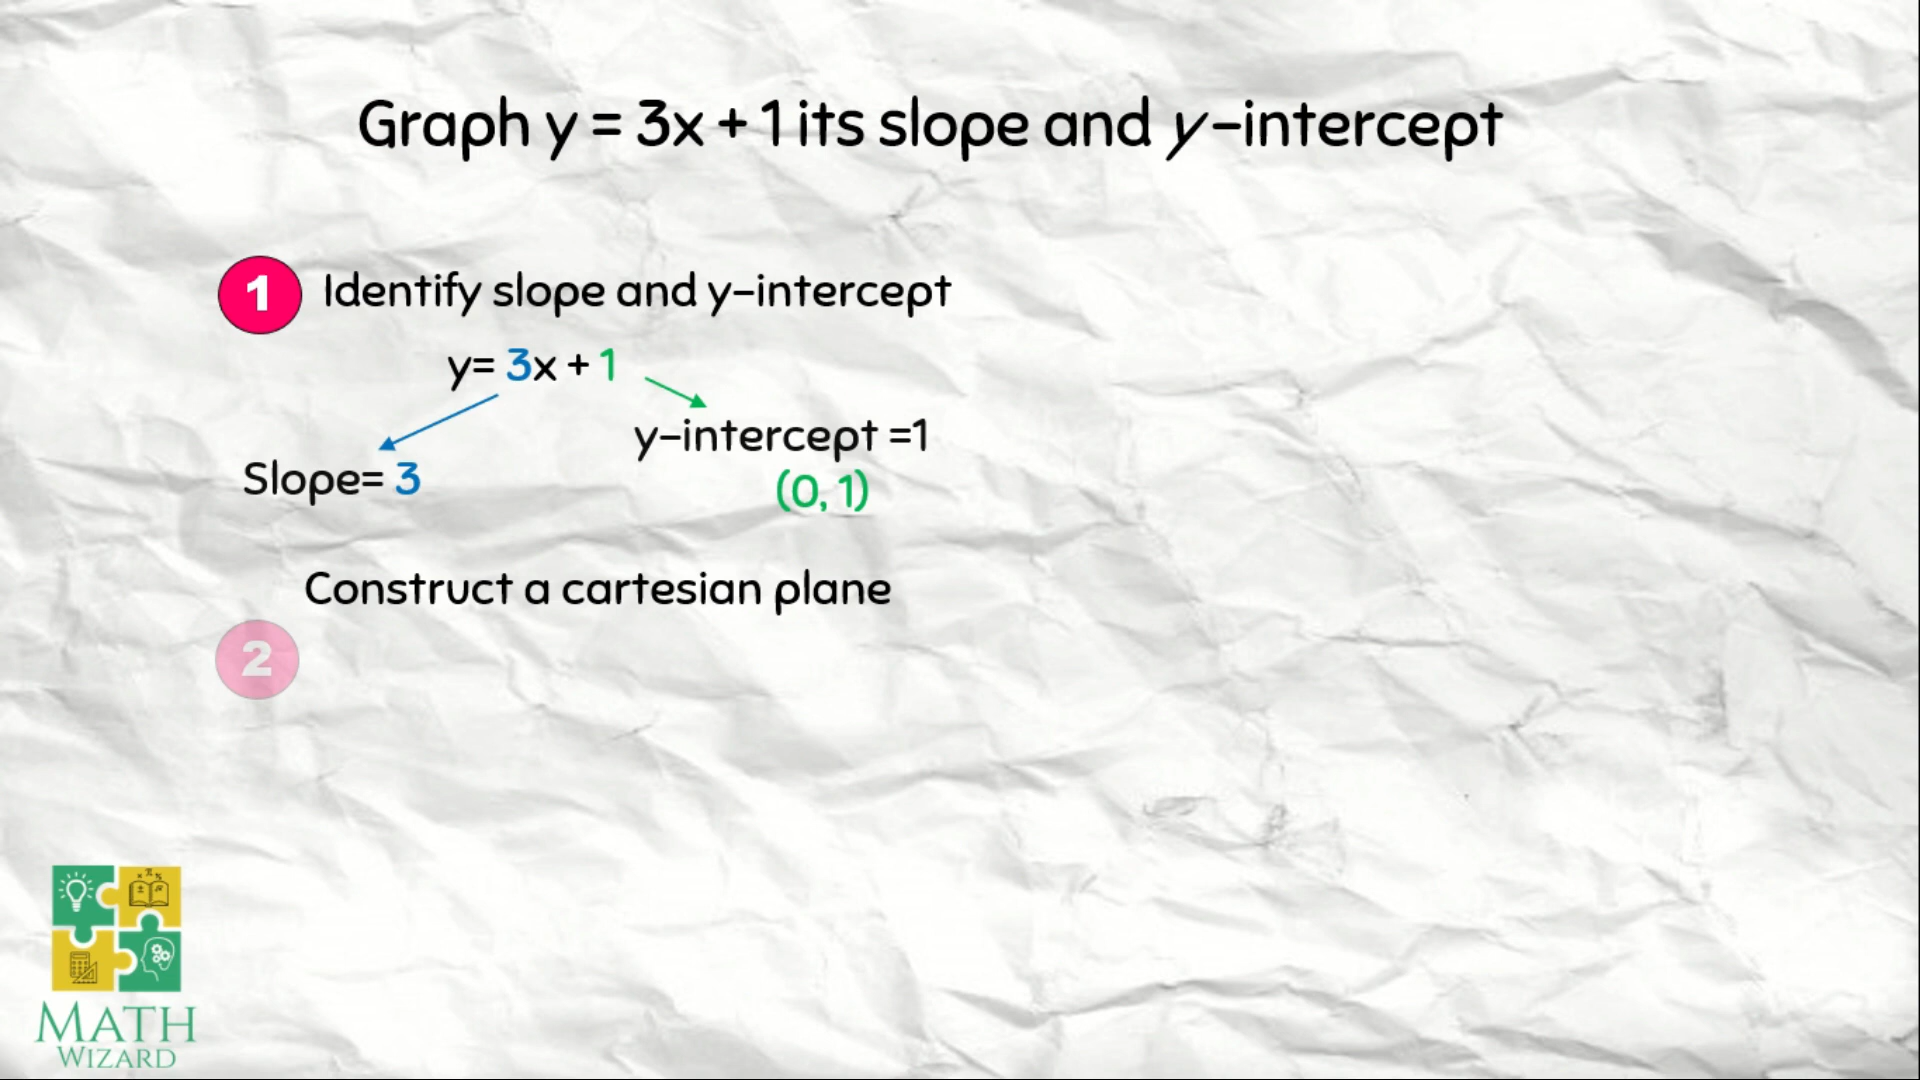 Graph y = 3x + 1 its slope and y-intercept
1 Identify slope and y-intercept
y= 3x + 1
y-intercept =1
Slope= 3
(0, 1)
Construct a cartesian plane
2
MATH
WIZARD